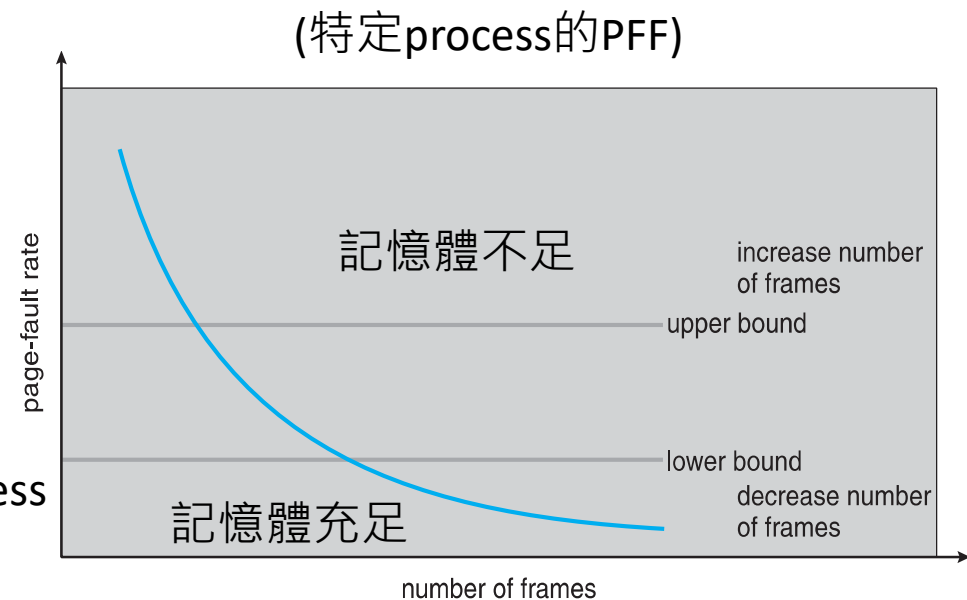 (特定process的PFF)
記憶體不足
increase number
of frames
upper bound
page-fault rate
lower bound
ess
decrease number
of frames
記憶體充足
number of frames